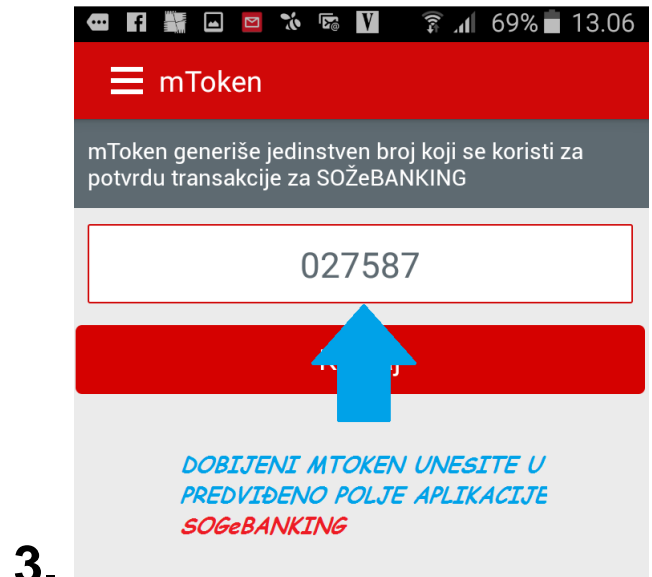 69% 13.06
mToken
mToken generiše jedinstven broj koji se koristi za
potvrdu transakcije za SOŽeBANKING
027587
DOBIJENI MTOKEN UNESITE U
PREDVIĐENO POLJE APLIKACIJE
SOGeBANKING
3.